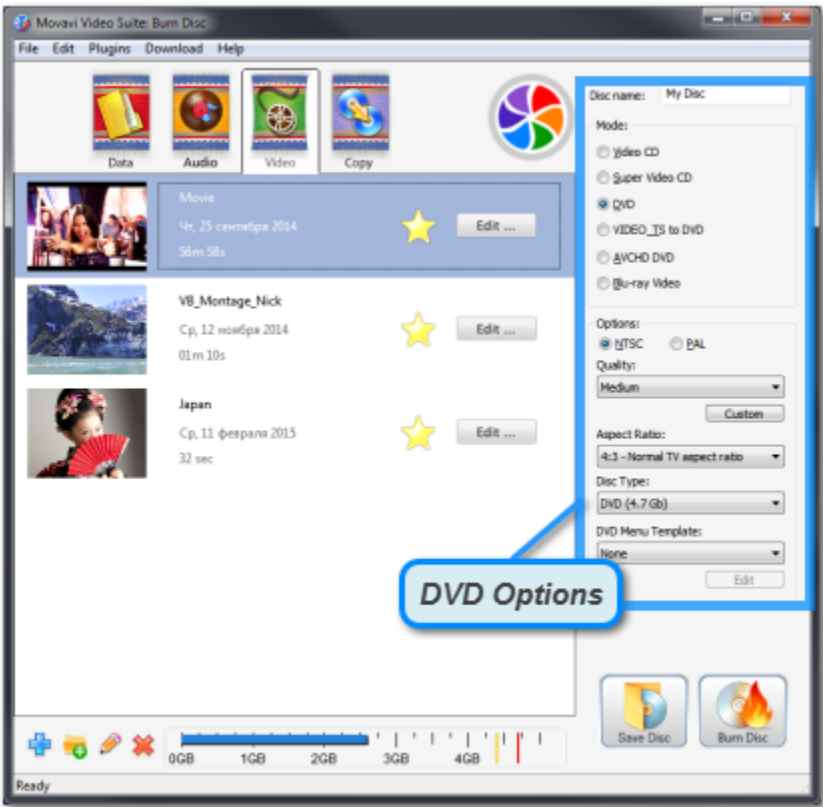 Movavi Video Suite: Burn Disc
File Edit Plugins Download Help
Data Audio Video Copy
Movie
Чт, 25 сентября 2014
56m 58s
Edit ...
VB_Montage_Nick
Ср, 12 ноября 2014
01m 10s
Edit ...
Japan
Ср, 11 февраля 2015
32 sec
Edit ...
Disc name: My Disc
Mode:
Video CD
Super Video CD
DVD
VIDEO_TS to DVD
AVCHD DVD
Blu-ray Video
Options:
NTSC PAL
Quality:
Medium
Custom
Aspect Ratio:
4:3 - Normal TV aspect ratio
Disc Type:
DVD (4.7 Gb)
DVD Menu Template:
None
Edit
DVD Options
Save Disc Burn Disc
0GB 1GB 2GB 3GB 4GB
Ready